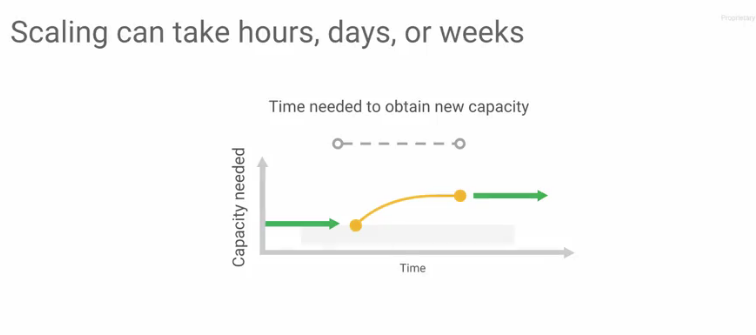 Proprietary
Scaling can take hours, days, or weeks
Time needed to obtain new capacity
Capacity needed
Time